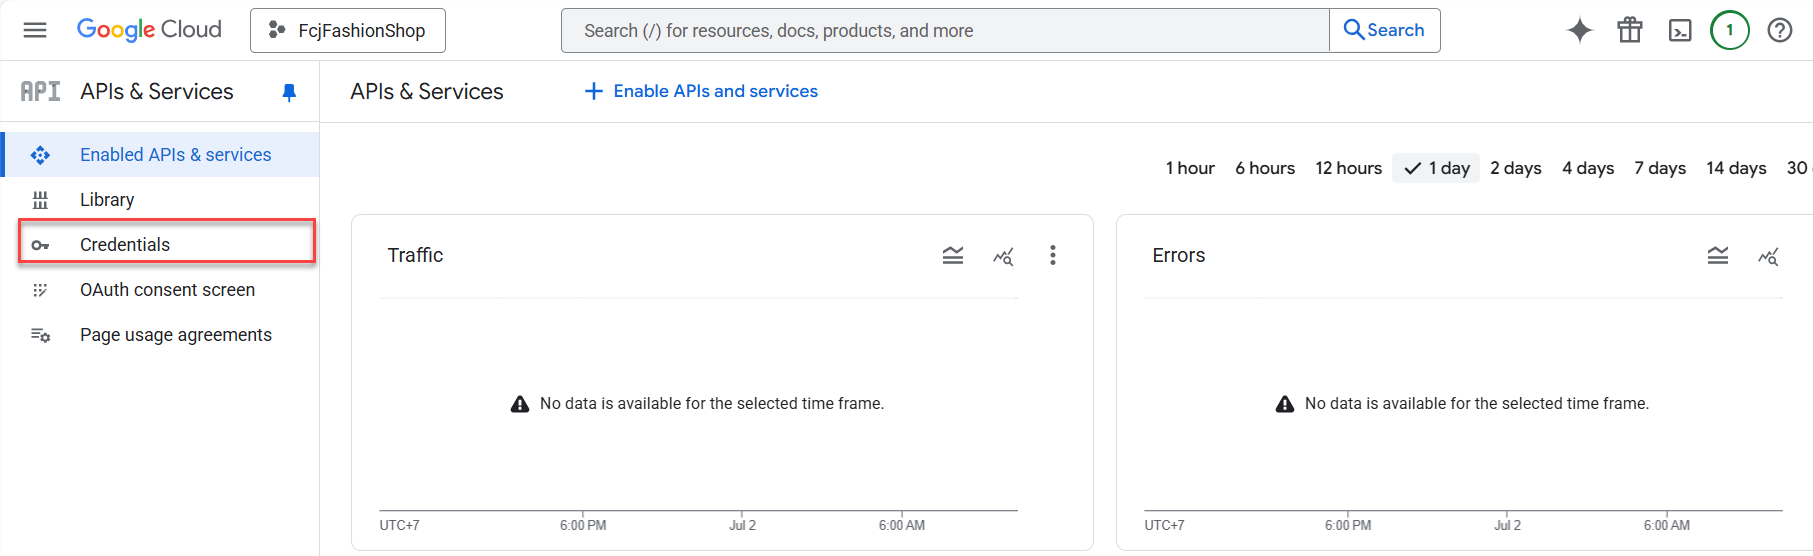 Google Cloud
FcjFashionShop
Search (/) for resources, docs, products, and more
Search
1
API
APIs & Services
APIs & Services
Enable APIs and services
Enabled APIs & services
Library
Credentials
OAuth consent screen
Page usage agreements
1 hour 6 hours 12 hours 1 day 2 days 4 days 7 days 14 days 30
Traffic
No data is available for the selected time frame.
UTC+7 6:00 PM Jul 2 6:00 AM
Errors
No data is available for the selected time frame.
UTC+7 6:00 PM Jul 2 6:00 AM